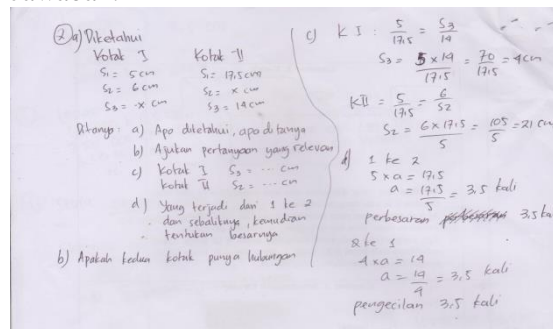 ② a) Diketahui
Kotak I Kotak II
S₁ = 5 cm S₁ = 17,5 cm
S₂ = 6 cm S₂ = x cm
S₃ = x cm S₃ = 14 cm
Ditanya : a) Apa diketahui, apa ditanya
b) Ajukan pertanyaan yang relevan
c) Kotak I S₃ = ... cm
Kotak II S₂ = ... cm
d) Yang terjadi dari 1 ke 2
dan sebaliknya, kemudian
tentukan besarnya
b) Apakah kedua kotak punya hubungan
c) K I : 5/17,5 = S₃/14
S₃ = 5 x 14/17,5 = 70/17,5 = 4 cm
K II = 5/17,5 = 6/S₂
S₂ = 6 x 17,5/5 = 105/5 = 21 cm
d) 1 ke 2
5 x a = 17,5
a = 17,5/5 = 3,5 kali
perbesaran 3,5 ka
2 ke 1
4 x a = 14
a = 14/4 = 3,5 kali
pengecilan 3,5 kali